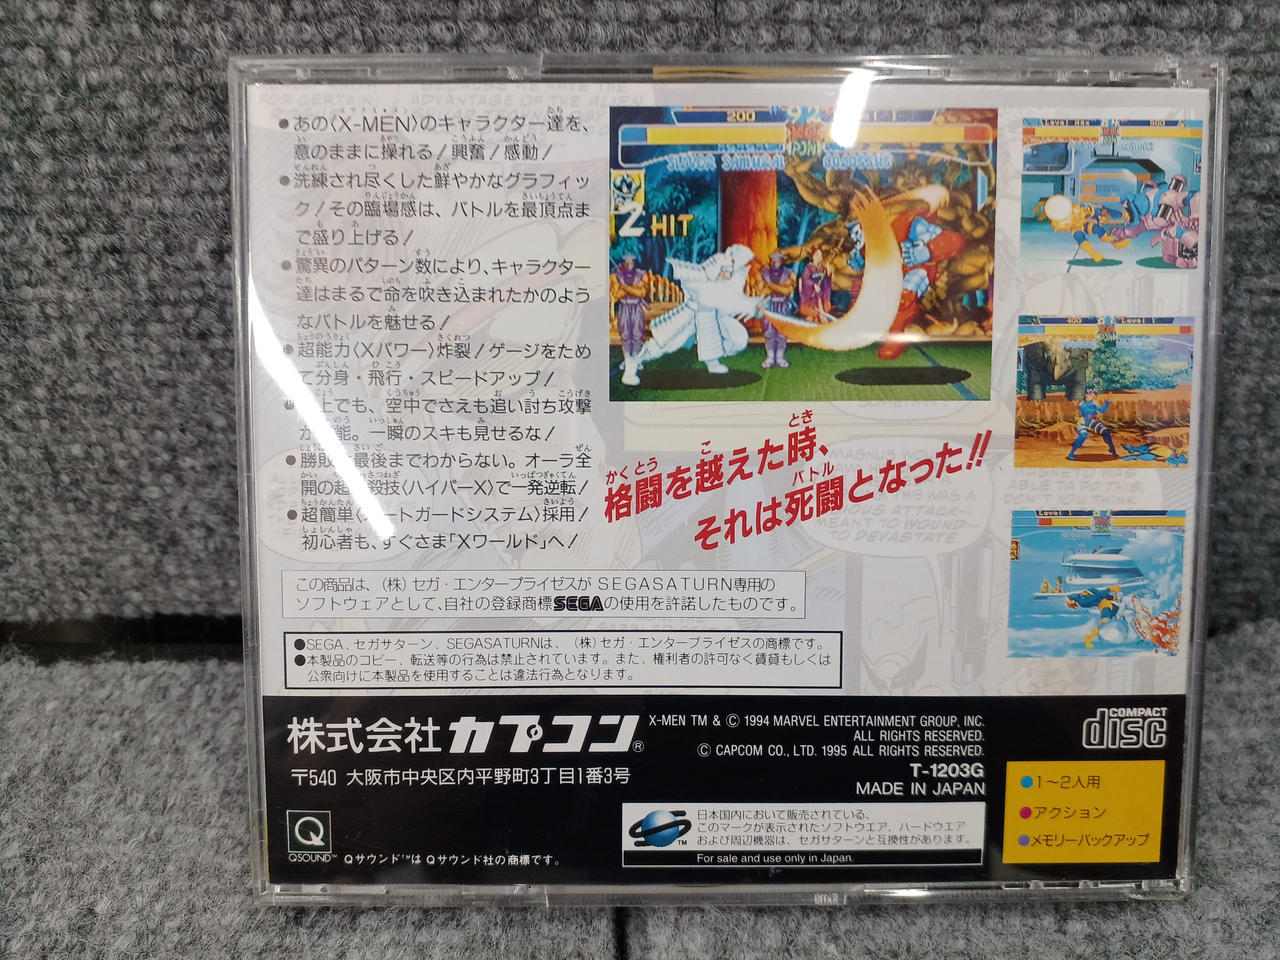 ●あの〈X-MEN〉のキャラクター達を、
意のままに操れる！興奮！感動！
●洗練され尽くした鮮やかなグラフィッ
ク！その臨場感は、バトルを最頂点ま
で盛り上げる！
●驚異のパターン数により、キャラクター
達はまるで命を吹き込まれたかのよう
なバトルを魅せる！
●超能力〈Xパワー〉炸裂！ゲージをため
て分身・飛行・スピードアップ！
上でも、空中でさえも追い討ち攻撃
能。一瞬のスキも見せるな！
●勝敗 最後までわからない。オーラ全
開の超 殺技〈ハイパーX〉で一発逆転！
●超簡単〈オートガードシステム〉採用！
初心者も、すぐさま「Xワールド」へ！
200
92
SILVER SAMURAI
COLOSSUS
2 HIT
格闘を越えた時、
それは死闘となった!!
バトル
Level Max
500
400
Level 1
Level 1
この商品は、(株)セガ・エンタープライゼスが SEGASATURN専用の
ソフトウェアとして、自社の登録商標SEGAの使用を許諾したものです。
●SEGA、セガサターン、SEGASATURNは、(株)セガ・エンタープライゼスの商標です。
●本製品のコピー、転送等の行為は禁止されています。また、権利者の許可なく賃貸もしくは
公衆向けに本製品を使用することは違法行為となります。
株式会社カプコン®
〒540 大阪市中央区内平野町3丁目1番3号
X-MEN TM & © 1994 MARVEL ENTERTAINMENT GROUP, INC.
ALL RIGHTS RESERVED.
© CAPCOM CO., LTD. 1995 ALL RIGHTS RESERVED.
T-1203G
MADE IN JAPAN
COMPACT
disc
●1〜2人用
●アクション
●メモリーバックアップ
Q
QSOUND™
Qサウンド™は Qサウンド社の商標です。
日本国内において販売されている、
このマークが表示されたソフトウエア、ハードウエア
および周辺機器は、セガサターンと互換性があります。
TM
For sale and use only in Japan.